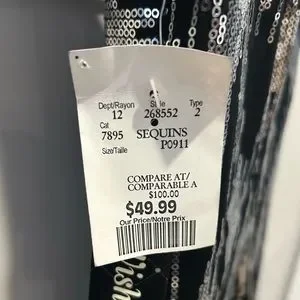 Dept/Rayon Style Type
12 268552 2
Cat
7895 SEQUINS
P0911
Size/Taille
COMPARE AT/
COMPARABLE A
$100.00
$49.99
Our Price/Notre Prix